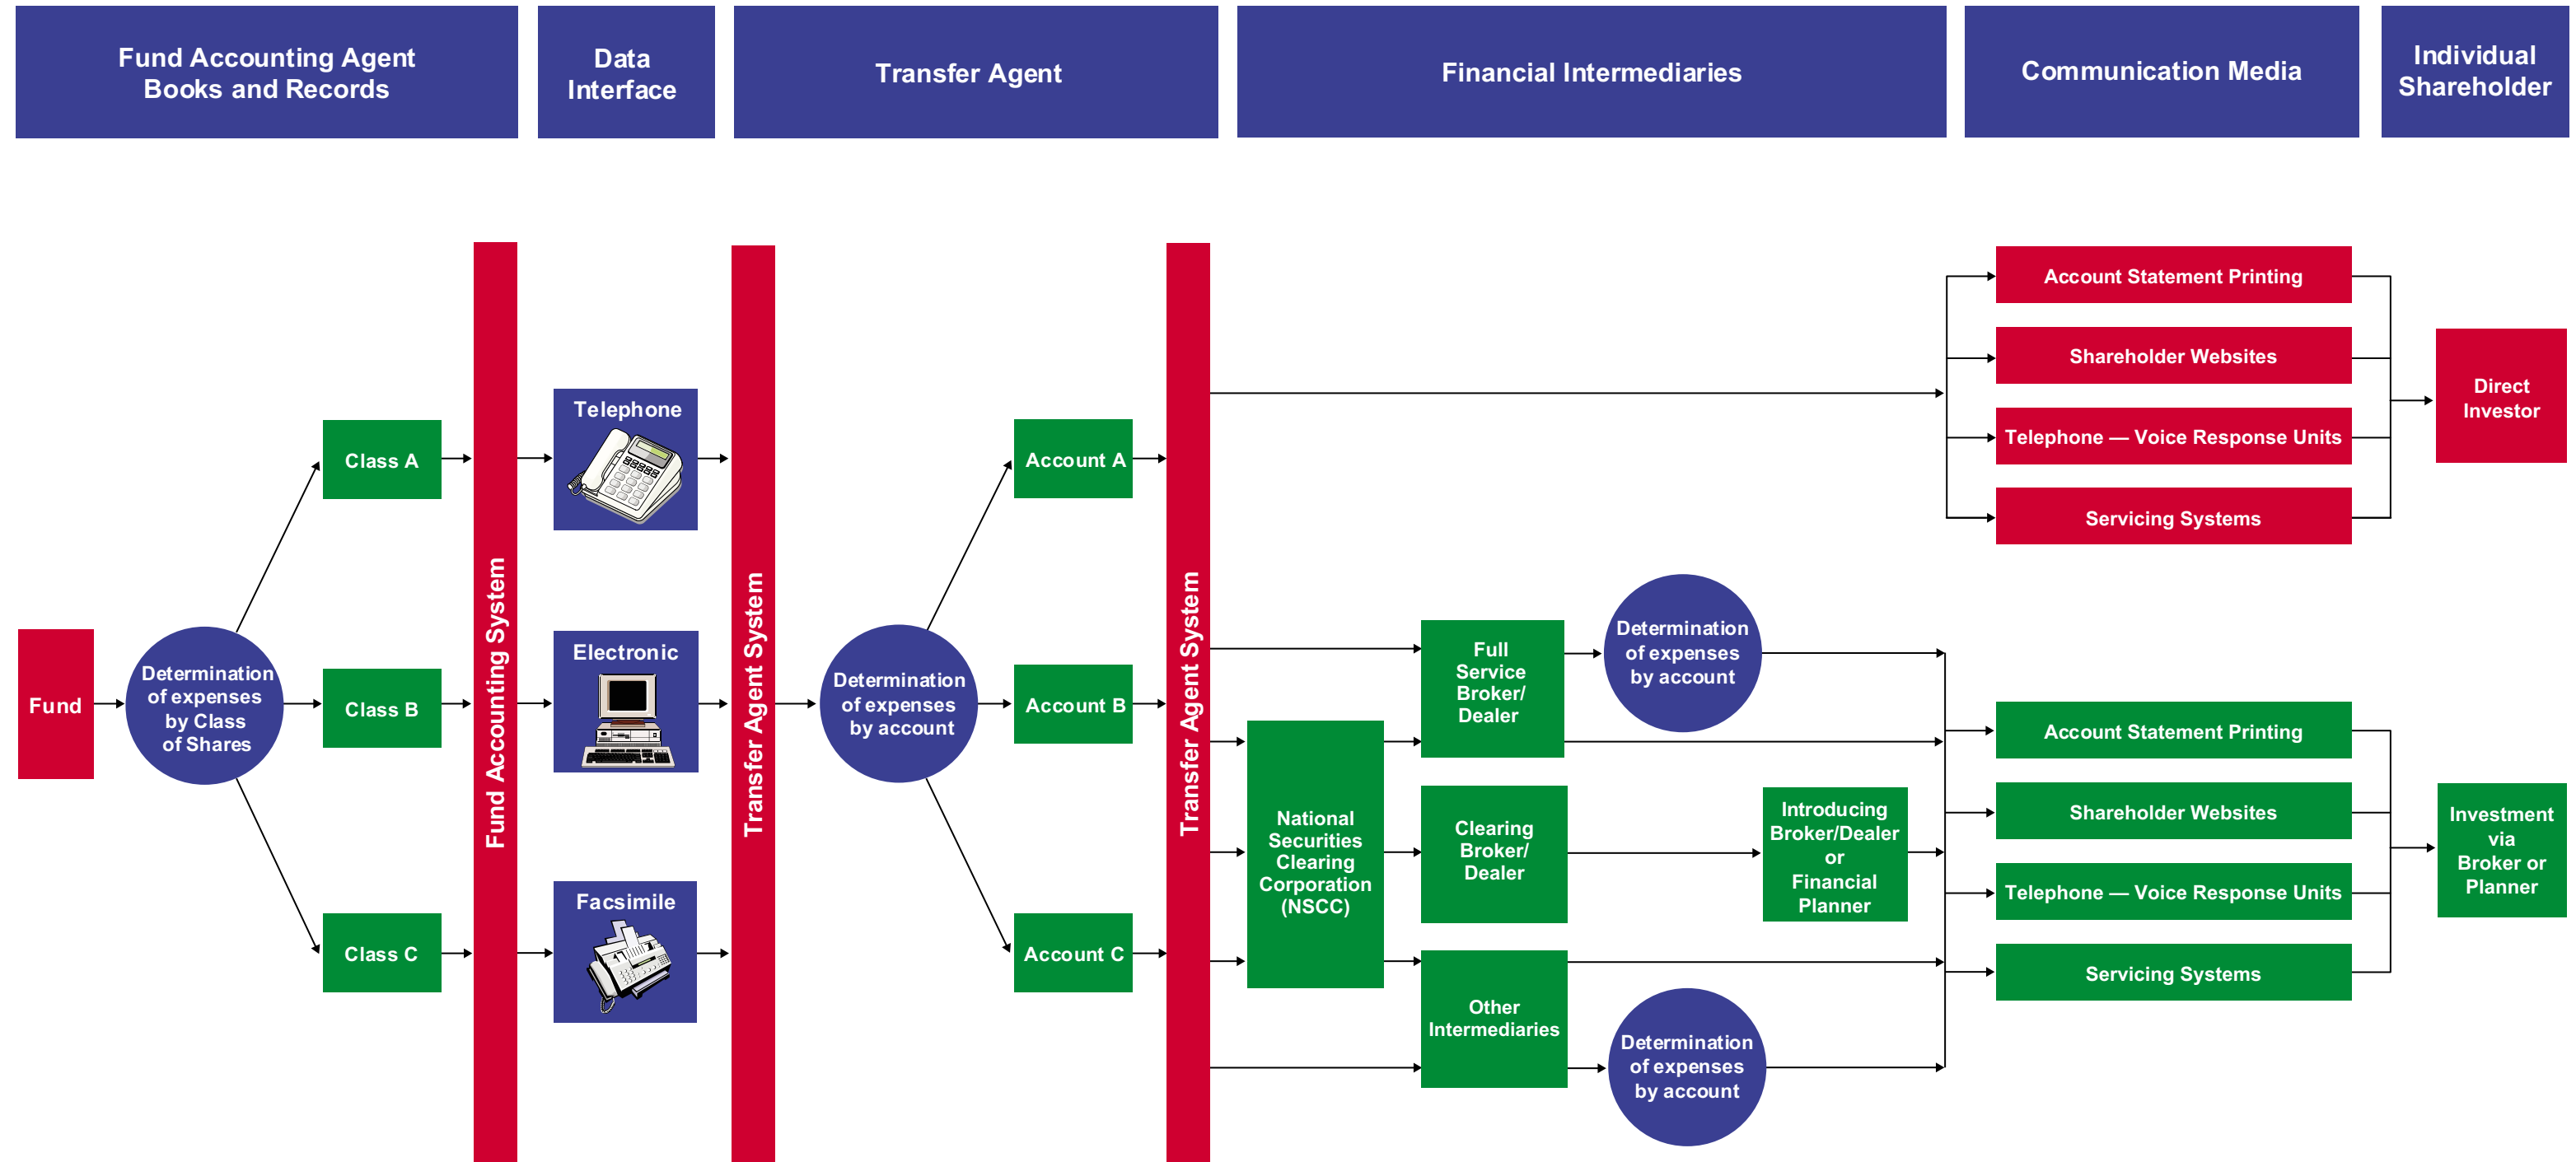 Fund Accounting Agent
Books and Records
Data
Interface
Transfer Agent
Financial Intermediaries
Communication Media
Individual
Shareholder
Fund
Determination
of expenses
by Class
of Shares
Class A
Class B
Class C
Fund Accounting System
Telephone
Electronic
Facsimile
Transfer Agent System
Determination
of expenses
by account
Account A
Account B
Account C
Transfer Agent System
National
Securities
Clearing
Corporation
(NSCC)
Full
Service
Broker/
Dealer
Clearing
Broker/
Dealer
Other
Intermediaries
Determination
of expenses
by account
Introducing
Broker/Dealer
or
Financial
Planner
Determination
of expenses
by account
Account Statement Printing
Shareholder Websites
Telephone — Voice Response Units
Servicing Systems
Direct
Investor
Account Statement Printing
Shareholder Websites
Telephone — Voice Response Units
Servicing Systems
Investment
via
Broker or
Planner